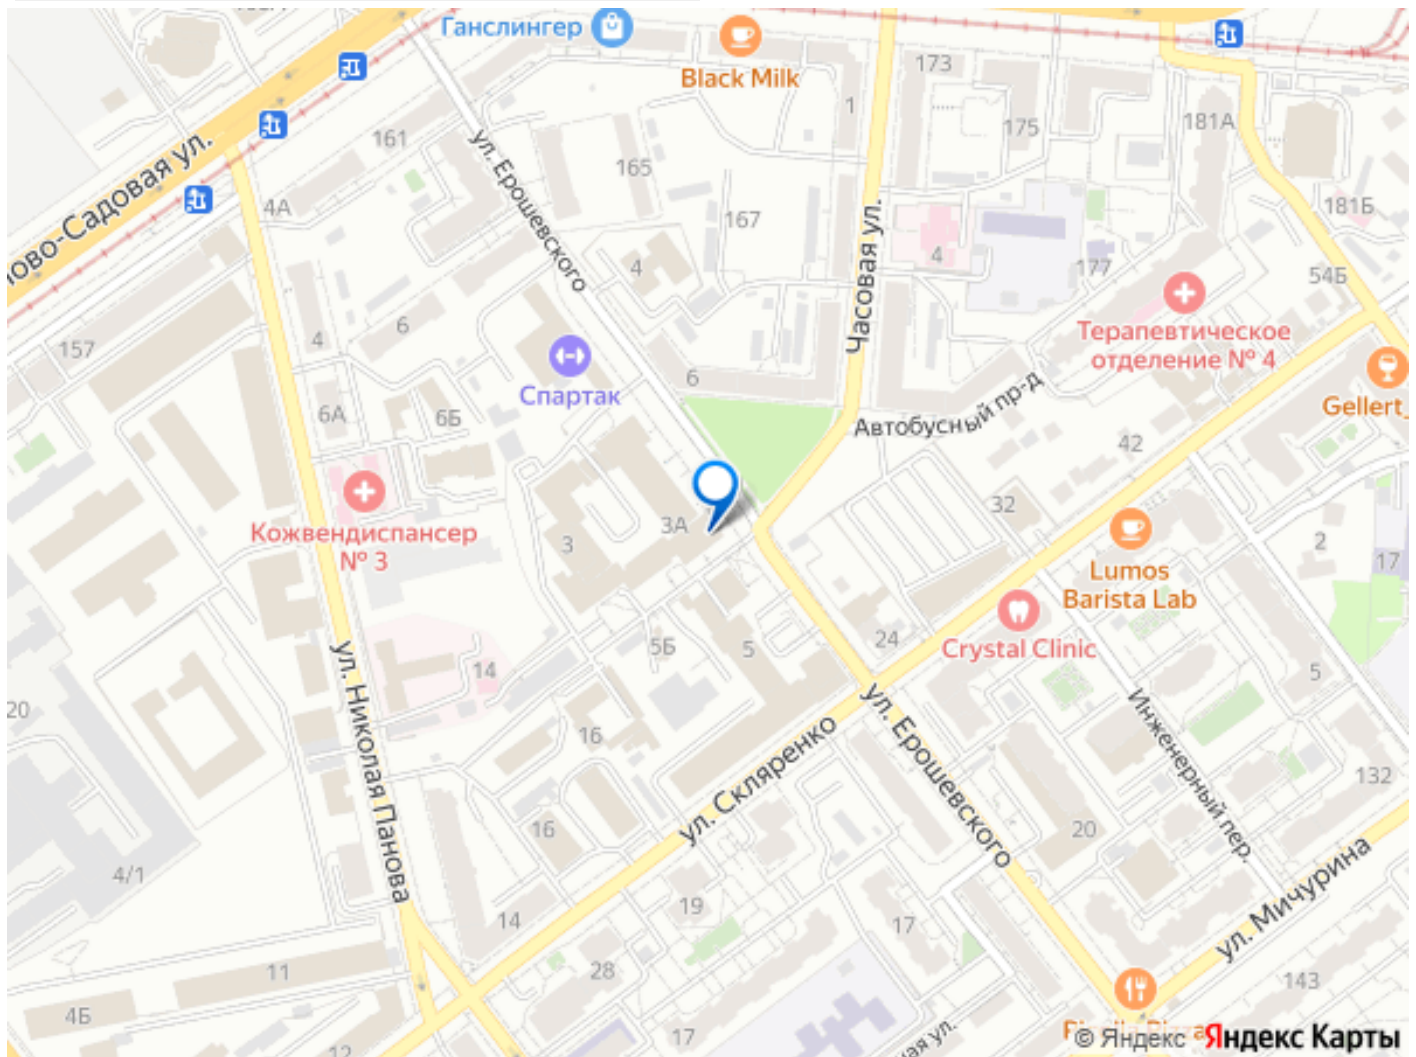 Ганслингер
Black Milk
173
1
175
181А
161
165
167
4А
ул. Ерошевского
Ново-Садовая ул.
181Б
4
4
177
54Б
Часовая ул.
6
4
157
Терапевтическое
отделение № 4
Спартак
6
6А
6Б
Автобусный пр-д
Gellert_
42
Кожвендиспансер
№ 3
3А
3
32
2
17
Lumos
Barista Lab
24
Crystal Clinic
5Б
5
14
5
20
ул. Николая Панова
16
ул. Ерошевского
Инженерный пер.
ул. Скляренко
132
16
20
4/1
ул. Мичурина
19
14
17
11
28
143
4Б
17
12
© Яндекс Яндекс Карты